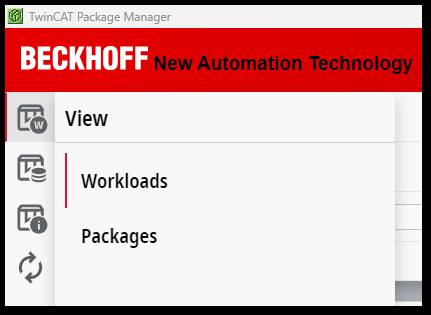 TwinCAT Package Manager
BECKHOFF New Automation Technology
W
View
Workloads
i
Packages